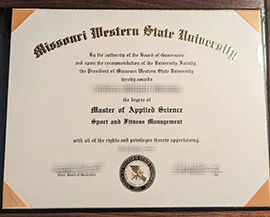 Missouri Western State University
By the authority of the Board of Governors
and upon the recommendation of the University Faculty,
the President of Missouri Western State University
hereby awards
the degree of
Master of Applied Science
Sport and Fitness Management
with all of the rights and privileges thereto appertaining.